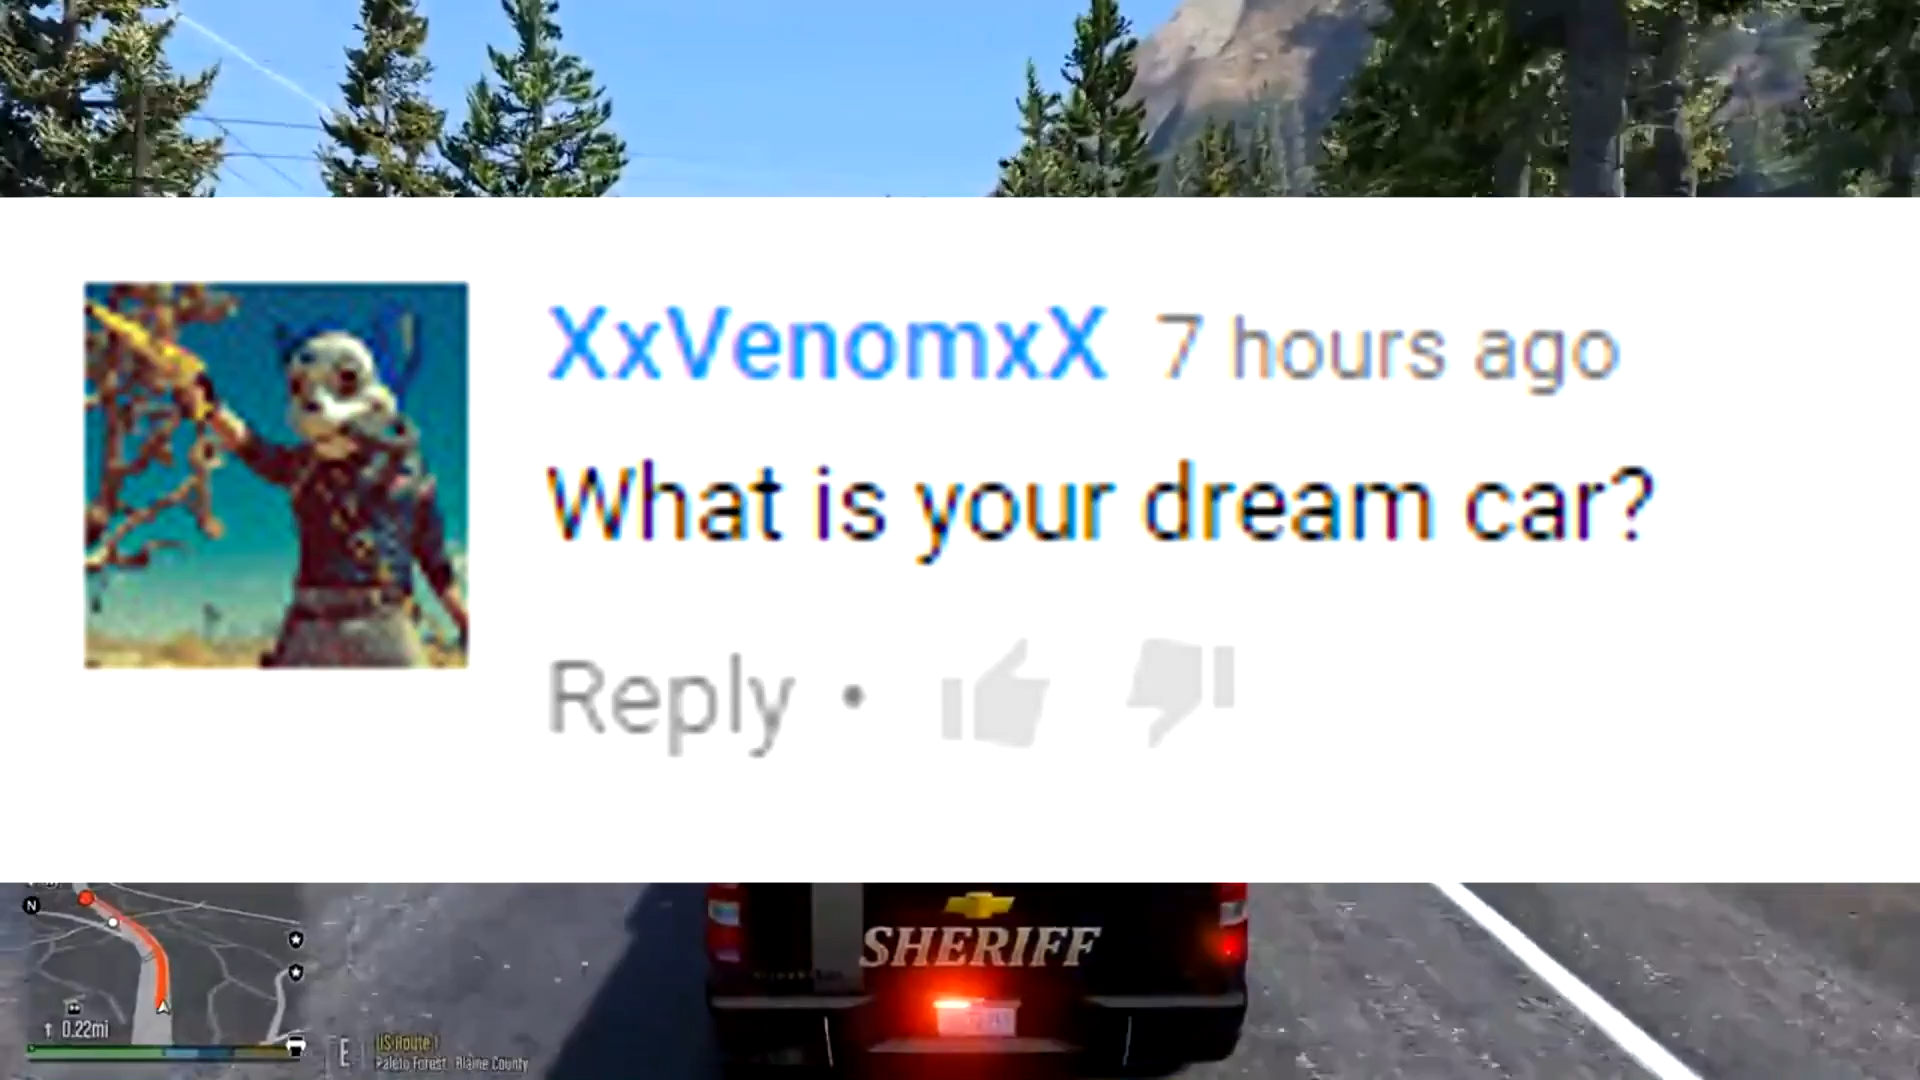 XxVenomxX 7 hours ago
What is your dream car?
Reply •
SHERIFF
N
0.22mi
E
US Route 1
Paleto Forest, Blaine County